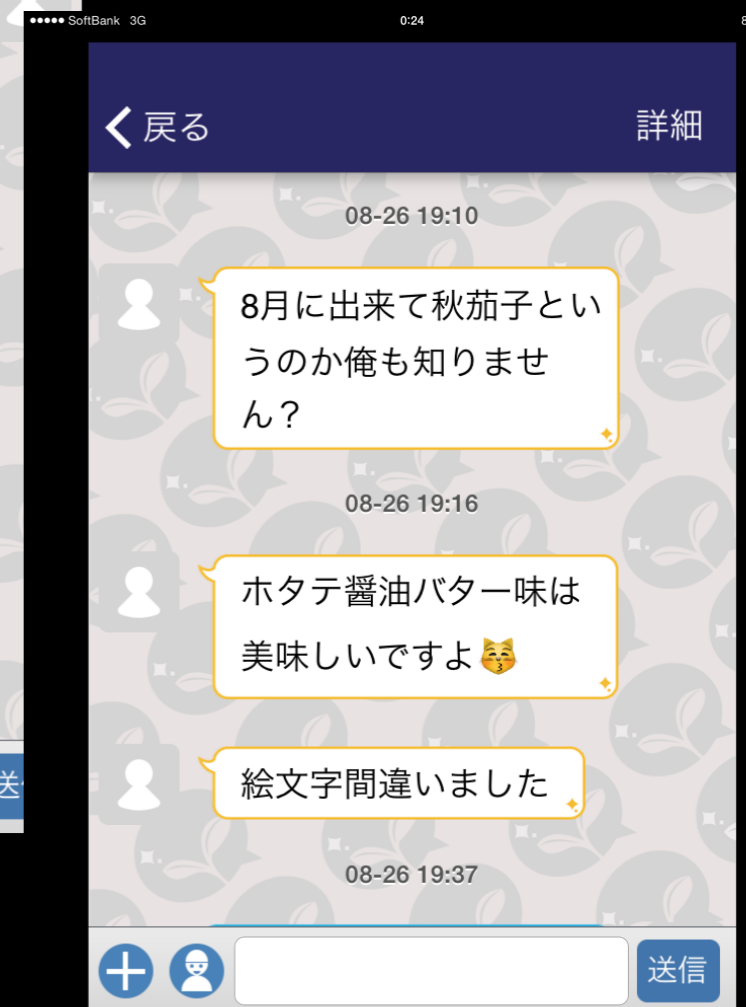 SoftBank 3G
0:24
8
戻る
詳細
08-26 19:10
8月に出来て秋茄子とい
うのか俺も知りませ
ん？
08-26 19:16
ホタテ醤油バター味は
美味しいですよ😽
絵文字間違いました
08-26 19:37
送信